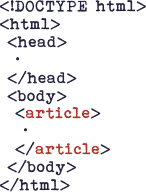 <!DOCTYPE html>
<html>
<head>
.
</head>
<body>
<article>
.
</article>
</body>
</html>